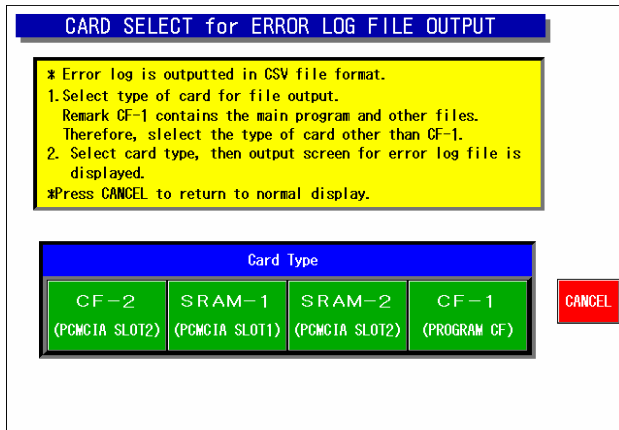 CARD SELECT for ERROR LOG FILE OUTPUT
* Error log is outputted in CSV file format.
1.Select type of card for file output.
Remark CF-1 contains the main program and other files.
Therefore, slelect the type of card other than CF-1.
2. Select card type, then output screen for error log file is
displayed.
*Press CANCEL to return to normal display.
Card Type
CF-2 SRAM-1 SRAM-2 CF-1
(PCMCIA SLOT2) (PCMCIA SLOT1) (PCMCIA SLOT2) (PROGRAM CF)
CANCEL